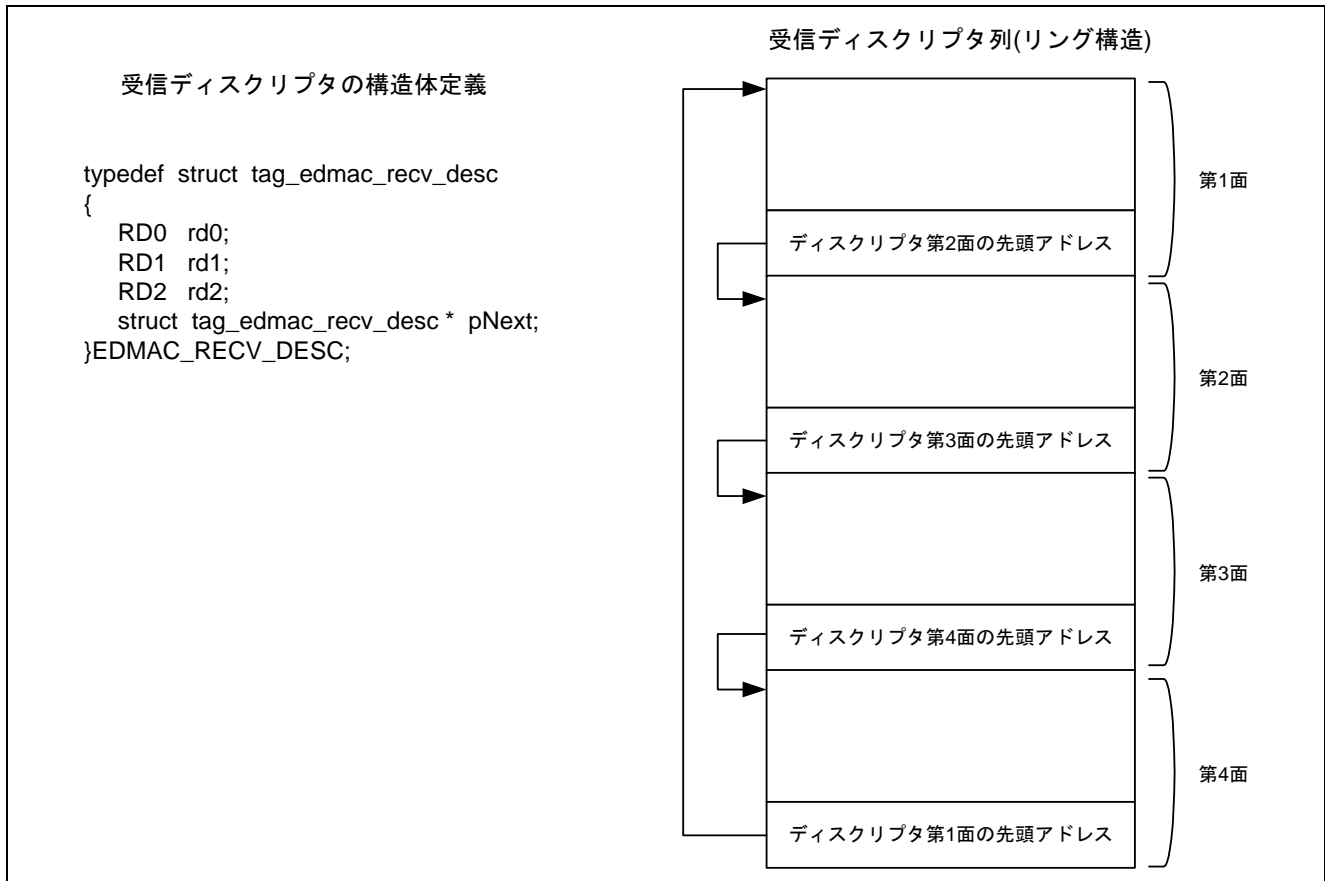 受信ディスクリプタの構造体定義
typedef struct tag_edmac_recv_desc
{
RD0 rd0;
RD1 rd1;
RD2 rd2;
struct tag_edmac_recv_desc * pNext;
}EDMAC_RECV_DESC;
受信ディスクリプタ列(リング構造)
第1面
ディスクリプタ第2面の先頭アドレス
第2面
ディスクリプタ第3面の先頭アドレス
第3面
ディスクリプタ第4面の先頭アドレス
第4面
ディスクリプタ第1面の先頭アドレス